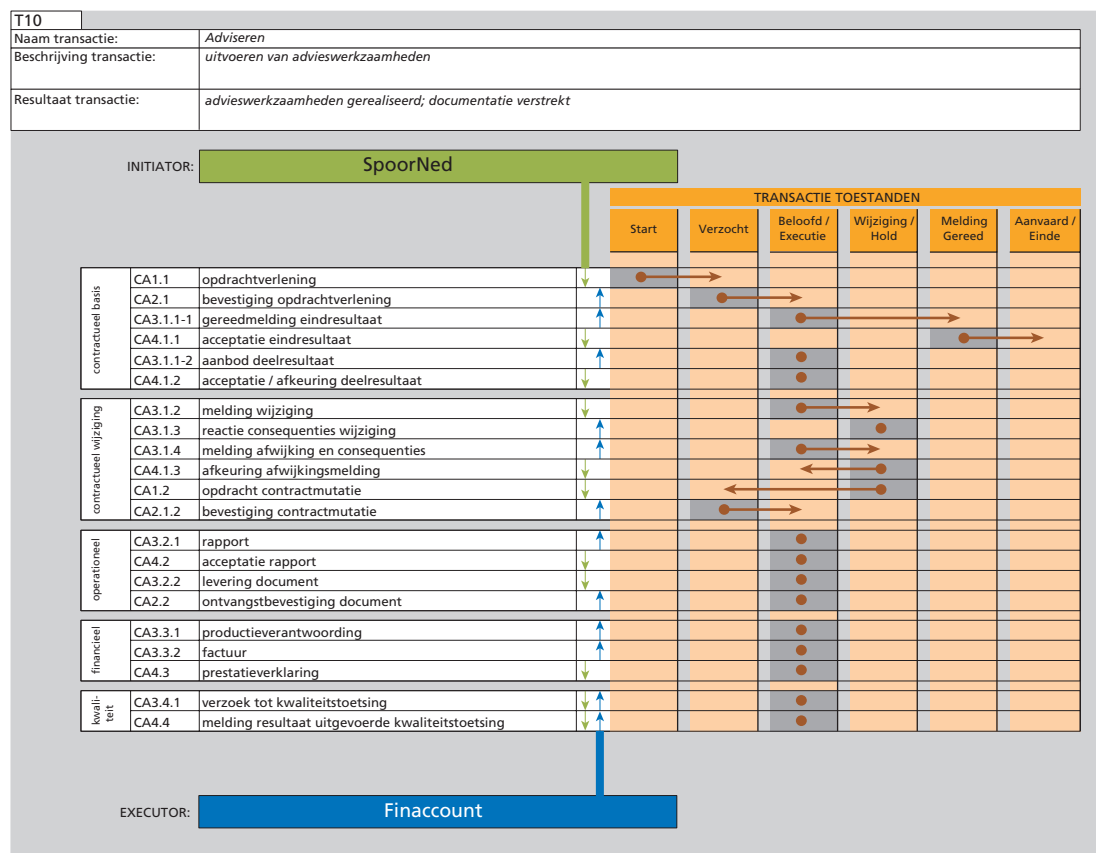 T10
Naam transactie: Adviseren
Beschrijving transactie: uitvoeren van advieswerkzaamheden
Resultaat transactie: advieswerkzaamheden gerealiseerd; documentatie verstrekt
INITIATOR: SpoorNed
TRANSACTIE TOESTANDEN
Start Verzocht Beloofd / Executie Wijziging / Hold Melding Gereed Aanvaard / Einde
contractueel basis
CA1.1 opdrachtverlening
CA2.1 bevestiging opdrachtverlening
CA3.1.1-1 gereedmelding eindresultaat
CA4.1.1 acceptatie eindresultaat
CA3.1.1-2 aanbod deelresultaat
CA4.1.2 acceptatie / afkeuring deelresultaat
contractueel wijziging
CA3.1.2 melding wijziging
CA3.1.3 reactie consequenties wijziging
CA3.1.4 melding afwijking en consequenties
CA4.1.3 afkeuring afwijkingsmelding
CA1.2 opdracht contractmutatie
CA2.1.2 bevestiging contractmutatie
operationeel
CA3.2.1 rapport
CA4.2 acceptatie rapport
CA3.2.2 levering document
CA2.2 ontvangstbevestiging document
financieel
CA3.3.1 productieverantwoording
CA3.3.2 factuur
CA4.3 prestatieverklaring
kwali-
teit
CA3.4.1 verzoek tot kwaliteitstoetsing
CA4.4 melding resultaat uitgevoerde kwaliteitstoetsing
EXECUTOR: Finaccount